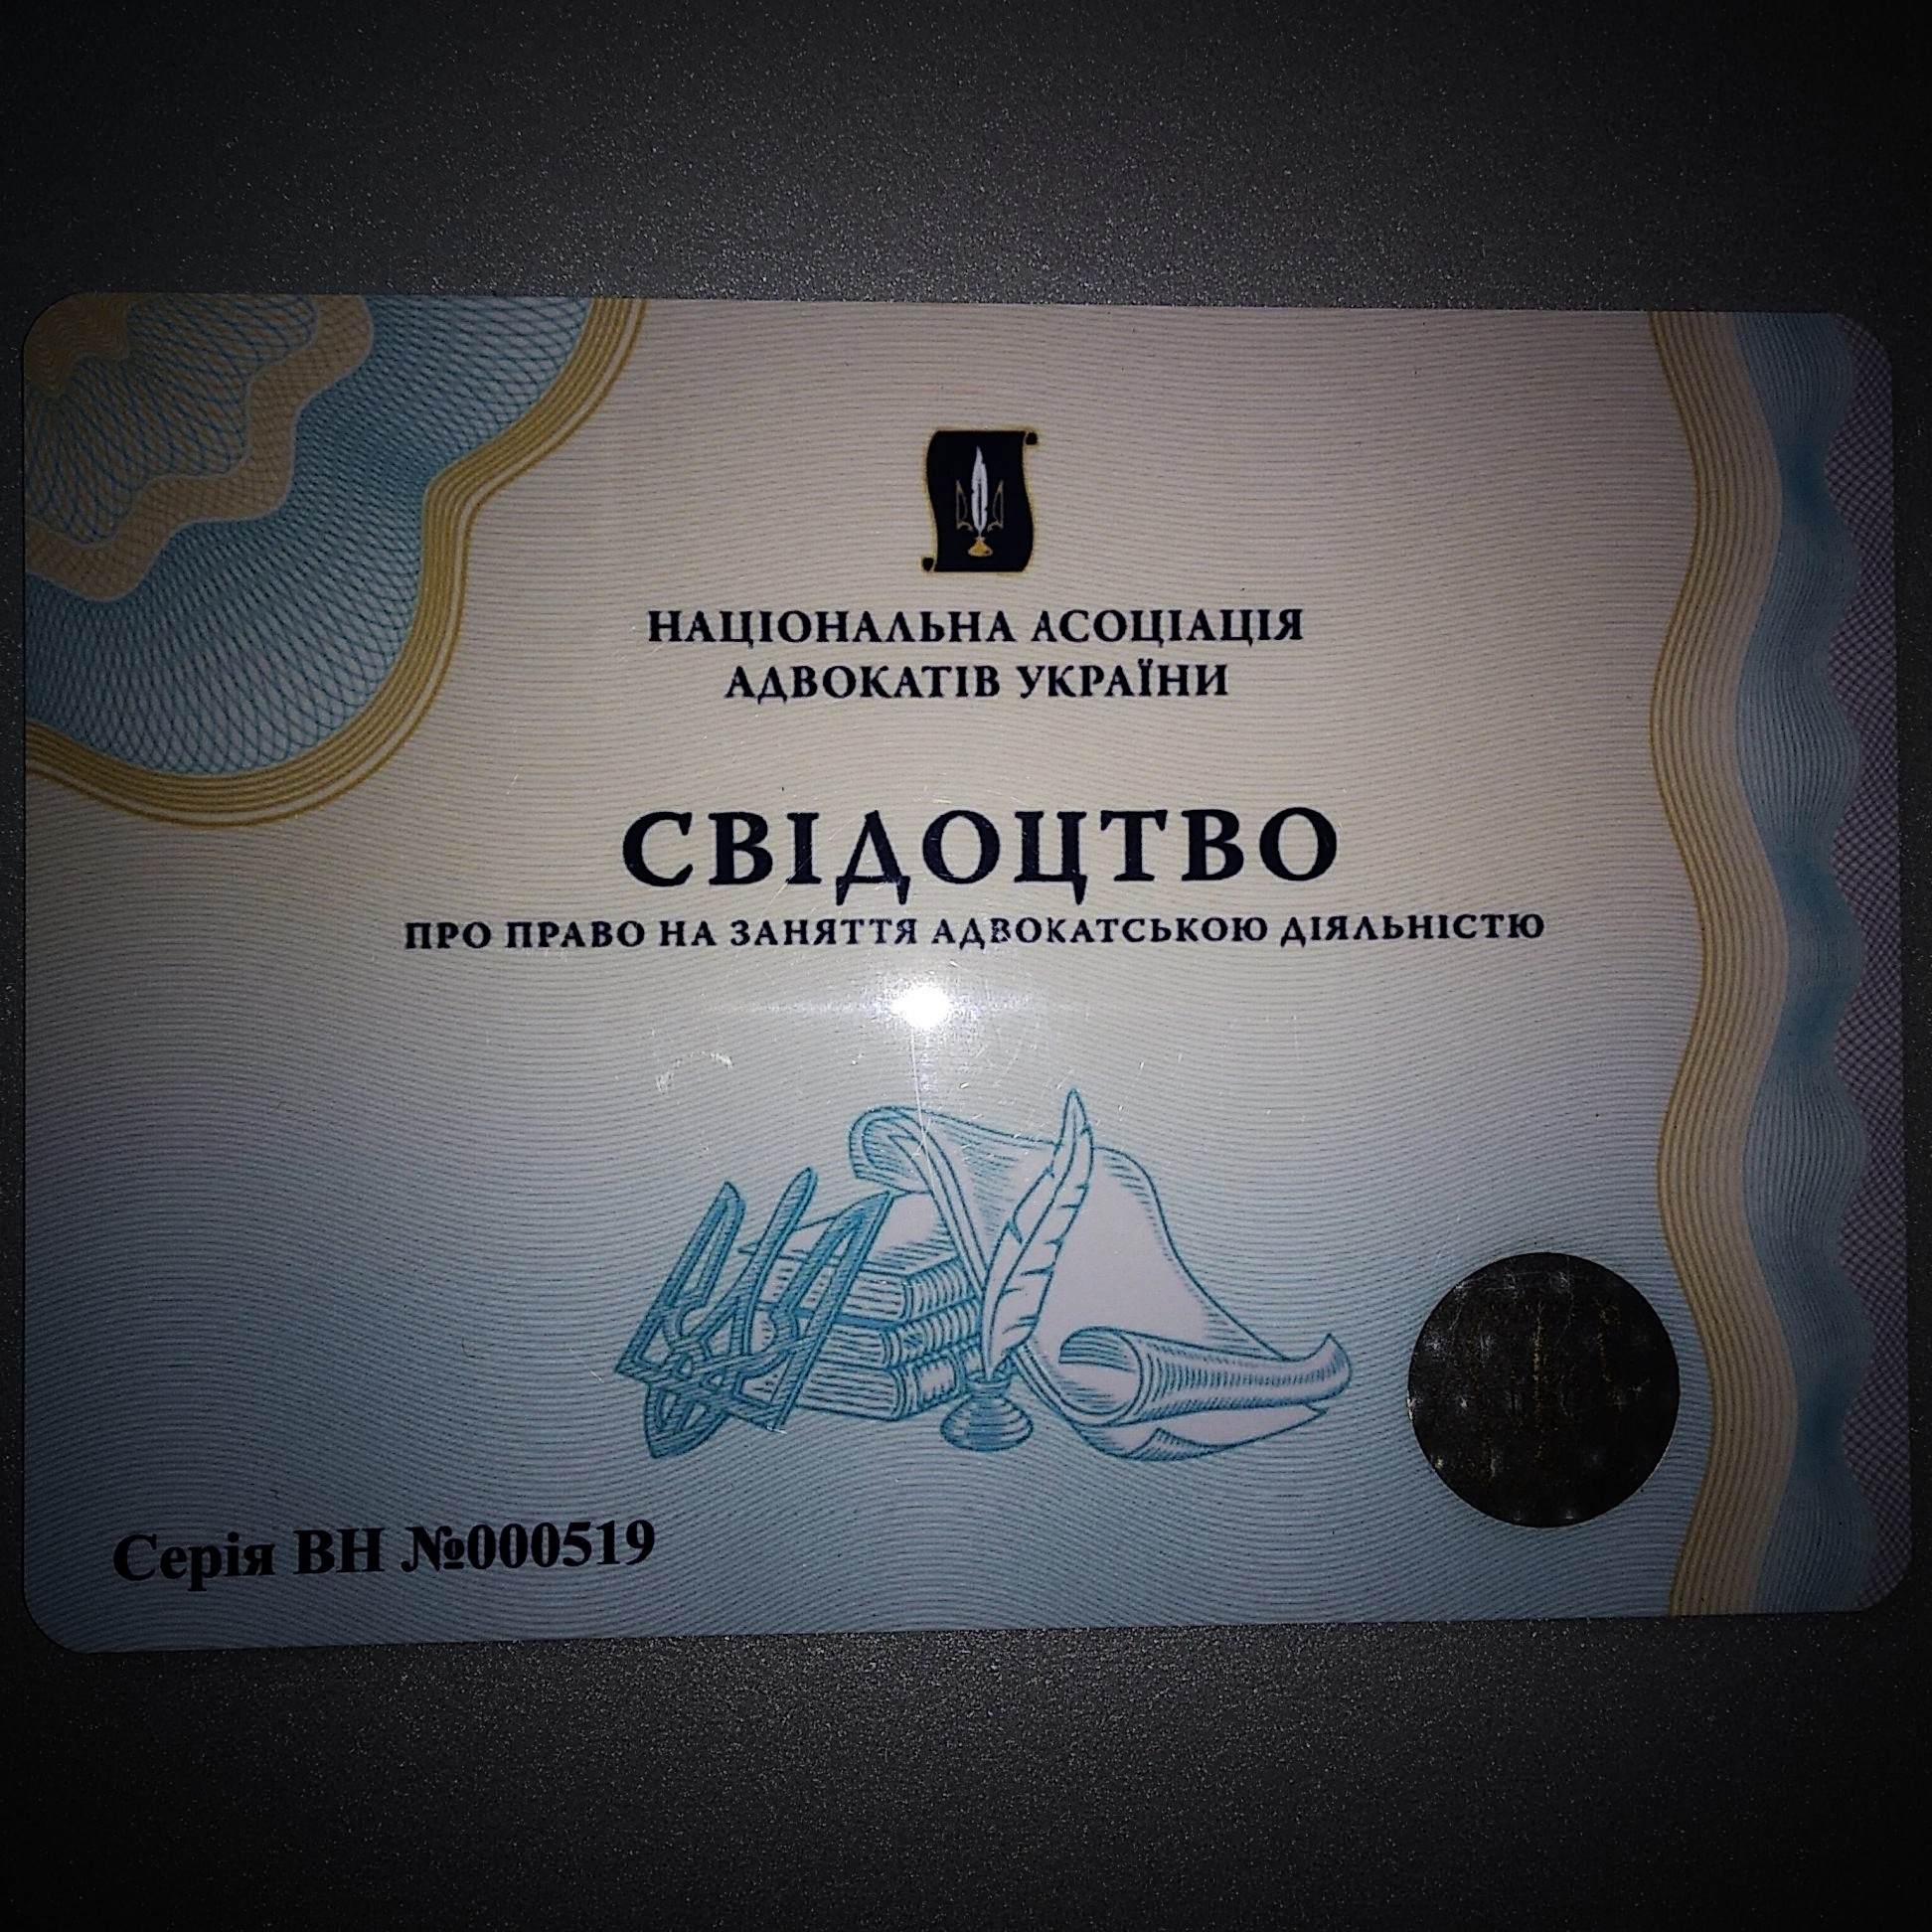 НАЦІОНАЛЬНА АСОЦІАЦІЯ
АДВОКАТІВ УКРАЇНИ
СВІДОЦТВО
ПРО ПРАВО НА ЗАНЯТТЯ АДВОКАТСЬКОЮ ДІЯЛЬНІСТЮ
Серія ВН №000519